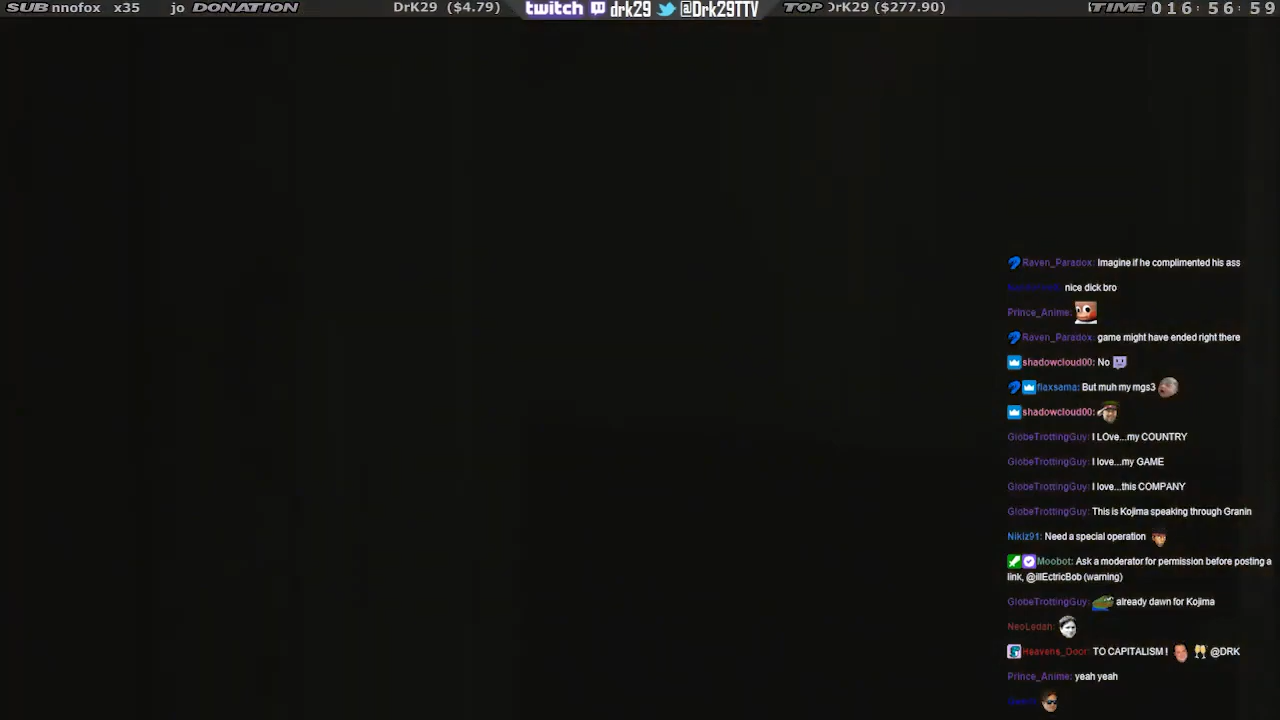 SUB nnofox x35 jo DONATION DrK29 ($4.79) twitch drk29 @Drk29TTV TOP DrK29 ($277.90) TIME 016:56:59
Raven_Paradox: Imagine if he complimented his ass
nice dick bro
Prince_Anime:
Raven_Paradox: game might have ended right there
shadowcloud00: No
flaxsama: But muh my mgs3
shadowcloud00:
GlobeTrottingGuy: I LOve...my COUNTRY
GlobeTrottingGuy: I love...my GAME
GlobeTrottingGuy: I love...this COMPANY
GlobeTrottingGuy: This is Kojima speaking through Granin
Nikiz91: Need a special operation
Moobot: Ask a moderator for permission before posting a
link, @illEctricBob (warning)
GlobeTrottingGuy: already dawn for Kojima
NeoLedan:
Heavens_Door: TO CAPITALISM ! @DRK
Prince_Anime: yeah yeah